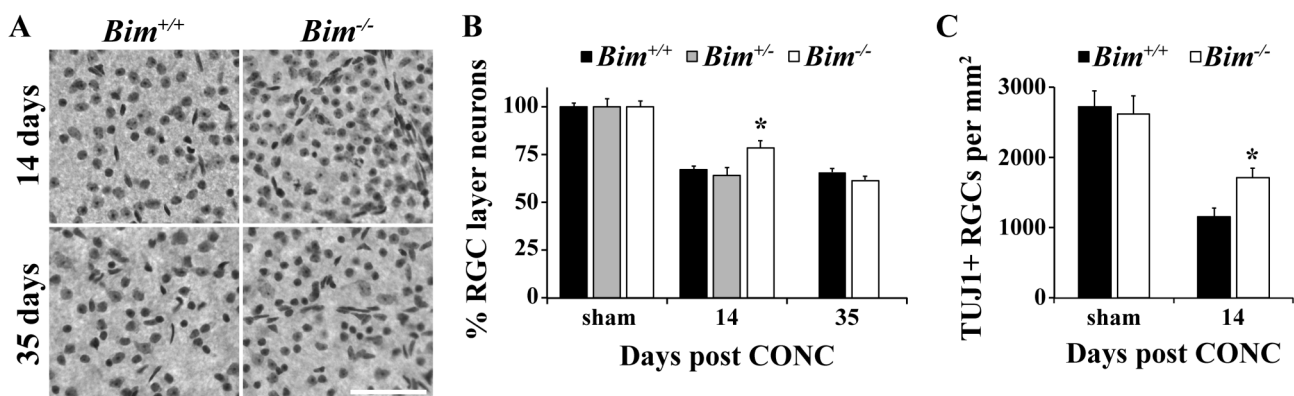 A
Bim+/+
Bim-/-
14 days
35 days
B
Bim+/+ Bim+/- Bim-/-
% RGC layer neurons
100
75
50
25
0
*
sham 14 35
Days post CONC
C
Bim+/+ Bim-/-
TUJ1+ RGCs per mm²
3000
2000
1000
0
*
sham 14
Days post CONC